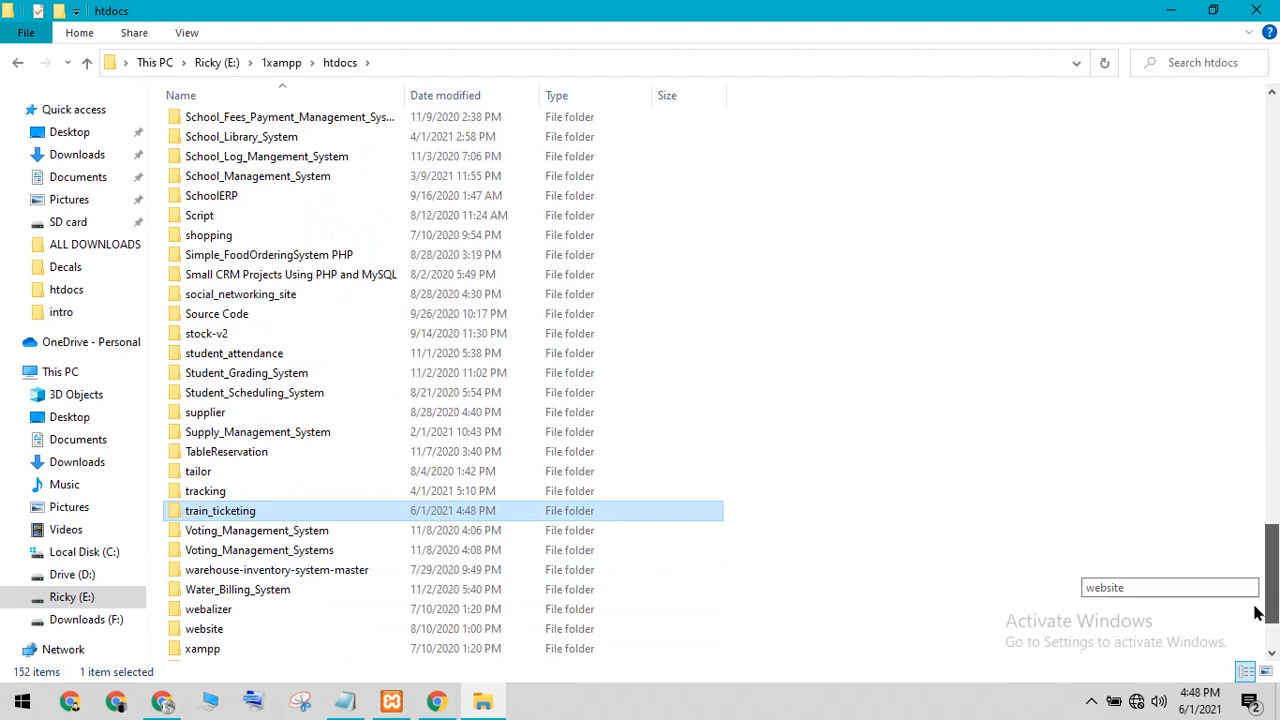 htdocs
File Home Share View
This PC Ricky (E:) 1xampp htdocs Search htdocs
Name Date modified Type Size
Quick access
Desktop
Downloads
Documents
Pictures
SD card
ALL DOWNLOADS
Decals
htdocs
intro
OneDrive - Personal
This PC
3D Objects
Desktop
Documents
Downloads
Music
Pictures
Videos
Local Disk (C:)
Drive (D:)
Ricky (E:)
Downloads (F:)
Network
School_Fees_Payment_Management_Sys... 11/9/2020 2:38 PM File folder
School_Library_System 4/1/2021 2:58 PM File folder
School_Log_Mangement_System 11/3/2020 7:06 PM File folder
School_Management_System 3/9/2021 11:55 PM File folder
SchoolERP 9/16/2020 1:47 AM File folder
Script 8/12/2020 11:24 AM File folder
shopping 7/10/2020 9:54 PM File folder
Simple_FoodOrderingSystem PHP 8/28/2020 3:19 PM File folder
Small CRM Projects Using PHP and MySQL 8/2/2020 5:49 PM File folder
social_networking_site 8/28/2020 4:30 PM File folder
Source Code 9/26/2020 10:17 PM File folder
stock-v2 9/14/2020 11:30 PM File folder
student_attendance 11/1/2020 5:38 PM File folder
Student_Grading_System 11/2/2020 11:02 PM File folder
Student_Scheduling_System 8/21/2020 5:54 PM File folder
supplier 8/28/2020 4:40 PM File folder
Supply_Management_System 2/1/2021 10:43 PM File folder
TableReservation 11/7/2020 3:40 PM File folder
tailor 8/4/2020 1:42 PM File folder
tracking 4/1/2021 5:10 PM File folder
train_ticketing 6/1/2021 4:48 PM File folder
Voting_Management_System 11/8/2020 4:06 PM File folder
Voting_Management_Systems 11/8/2020 4:08 PM File folder
warehouse-inventory-system-master 7/29/2020 9:49 PM File folder
Water_Billing_System 11/2/2020 5:40 PM File folder
webalizer 7/10/2020 1:20 PM File folder
website 8/10/2020 1:00 PM File folder
xampp 7/10/2020 1:20 PM File folder
website
Activate Windows
Go to Settings to activate Windows.
152 items 1 item selected
4:48 PM
6/1/2021
2